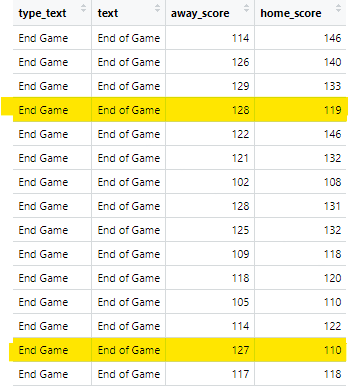 type_text text away_score home_score
End Game End of Game 114 146
End Game End of Game 126 140
End Game End of Game 129 133
End Game End of Game 128 119
End Game End of Game 122 146
End Game End of Game 121 132
End Game End of Game 102 108
End Game End of Game 128 131
End Game End of Game 125 132
End Game End of Game 109 118
End Game End of Game 118 120
End Game End of Game 105 110
End Game End of Game 114 122
End Game End of Game 127 110
End Game End of Game 117 118